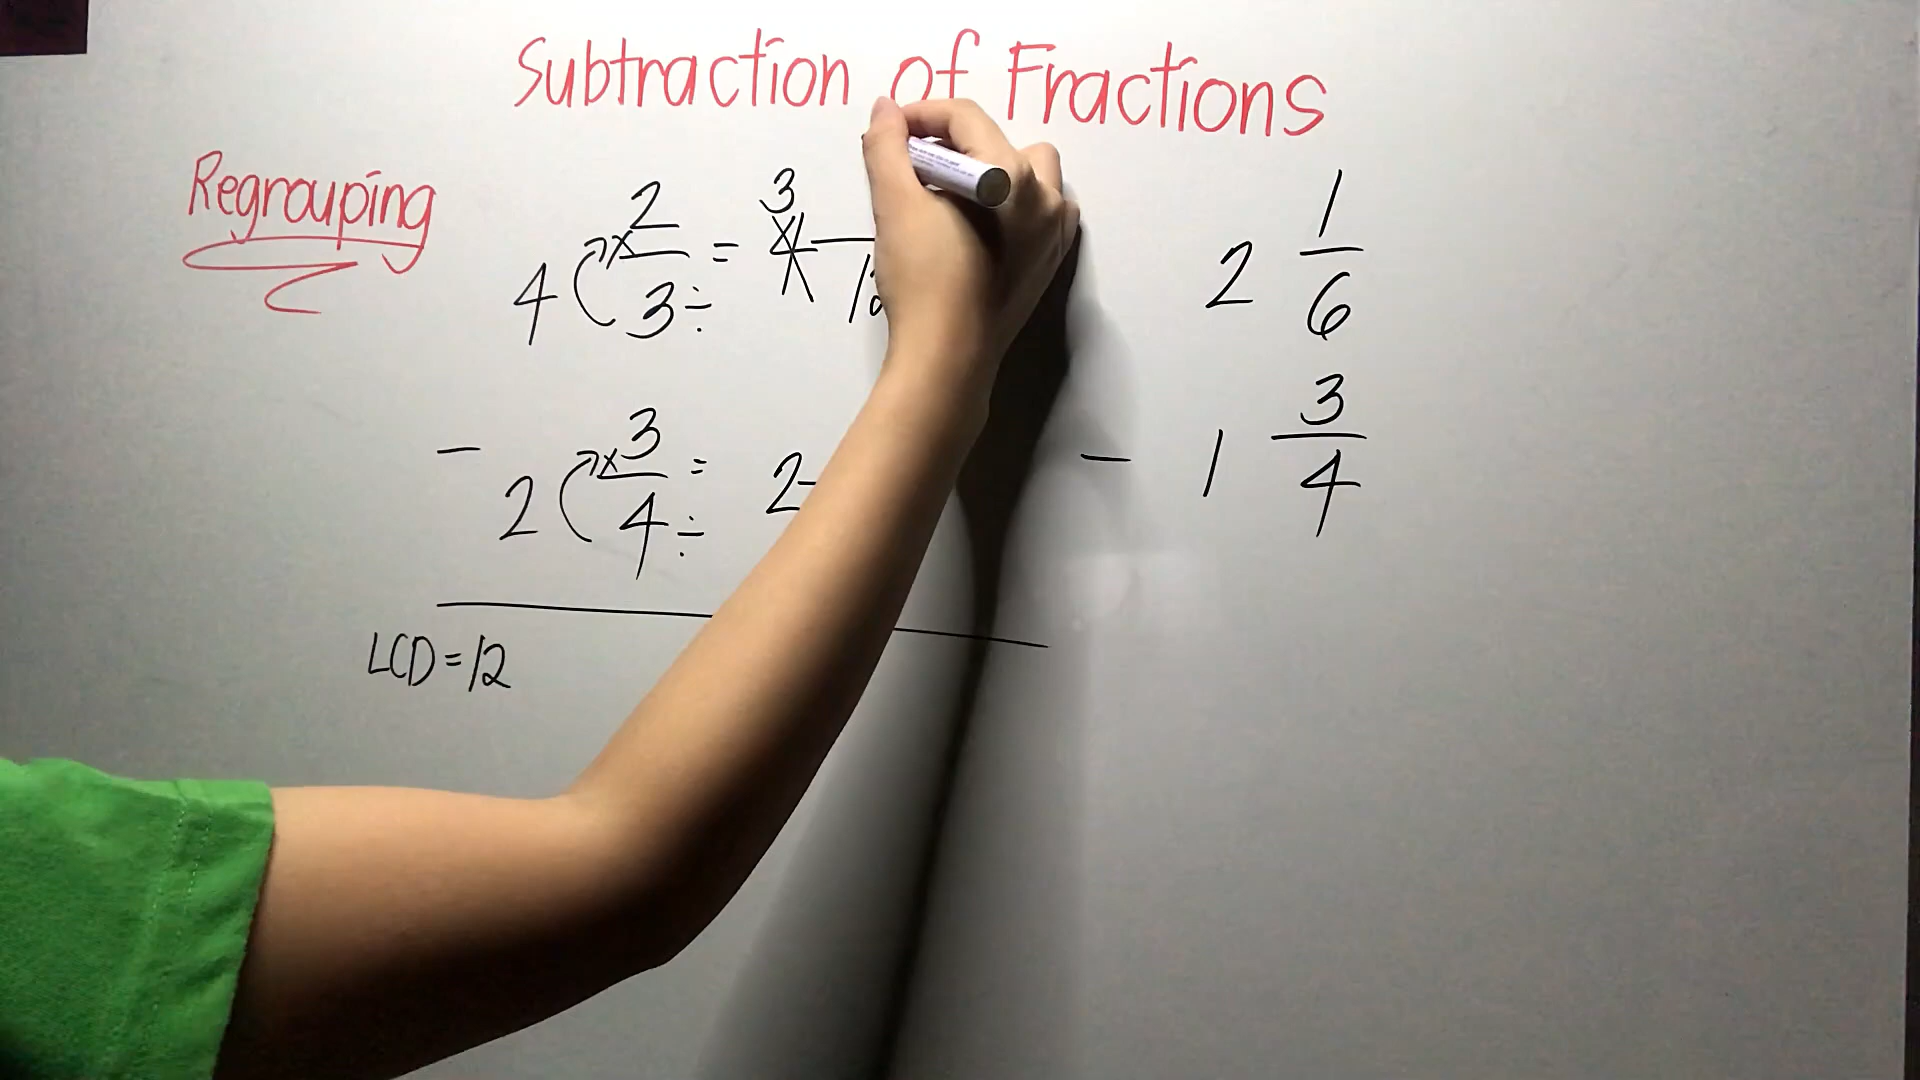 Subtraction of Fractions
Regrouping
3
4 2/3 = 4
- 2 3/4 = 2
LCD = 12
2 1/6
- 1 3/4